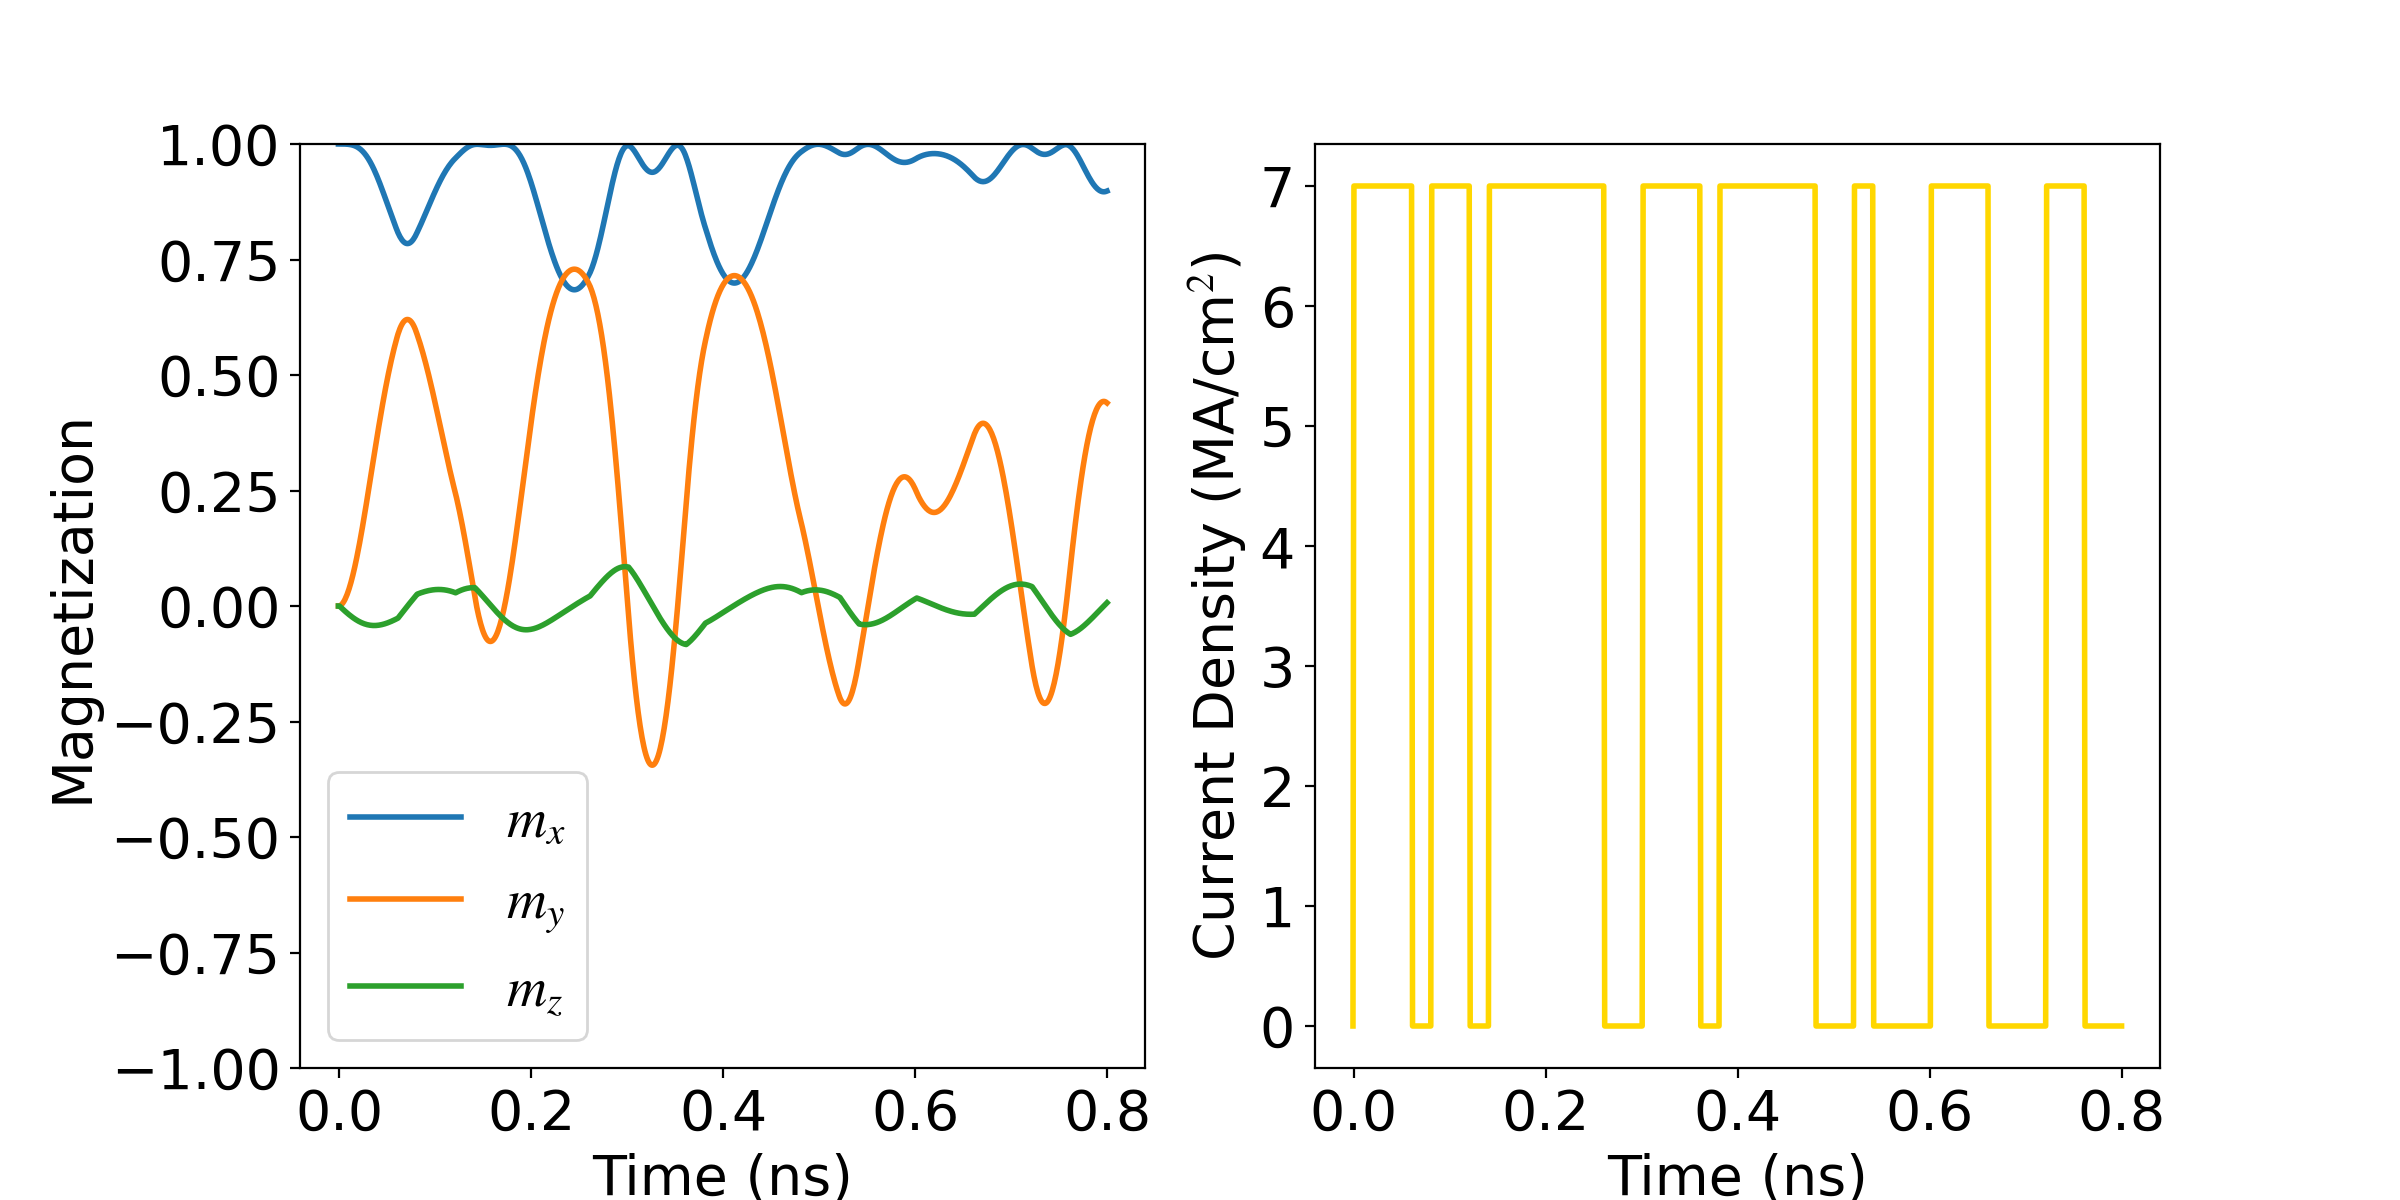 Magnetization
1.00
0.75
0.50
0.25
0.00
−0.25
−0.50
−0.75
−1.00
m_x
m_y
m_z
0.0 0.2 0.4 0.6 0.8
Time (ns)
Current Density (MA/cm²)
7
6
5
4
3
2
1
0
0.0 0.2 0.4 0.6 0.8
Time (ns)